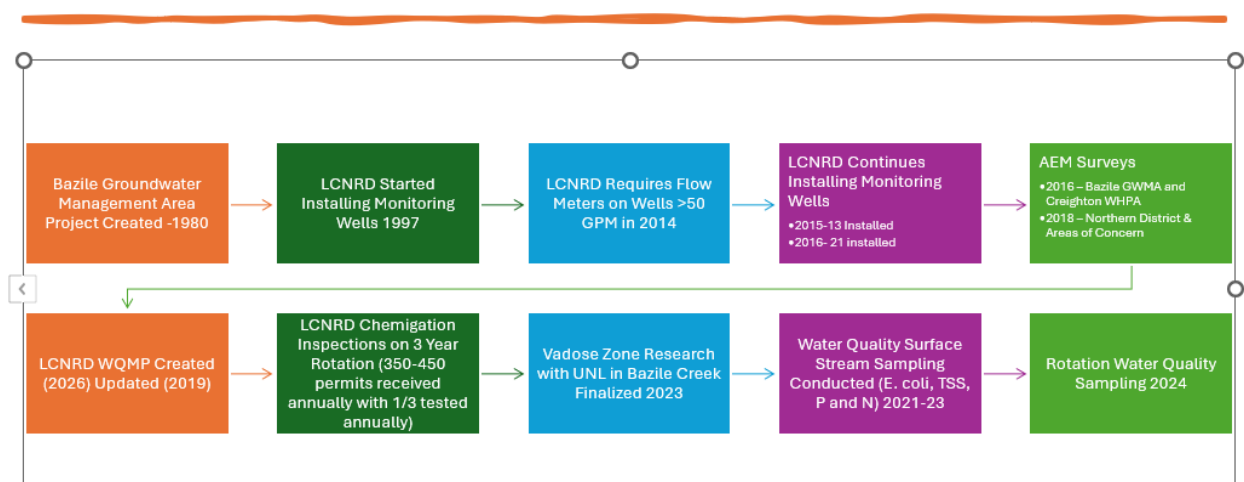 Bazile Groundwater
Management Area
Project Created -1980
LCNRD Started
Installing Monitoring
Wells 1997
LCNRD Requires Flow
Meters on Wells >50
GPM in 2014
LCNRD Continues
Installing Monitoring
Wells
•2015-13 Installed
•2016- 21 installed
AEM Surveys
•2016 – Bazile GWMA and
Creighton WHPA
•2018 – Northern District &
Areas of Concern
LCNRD WQMP Created
(2026) Updated (2019)
LCNRD Chemigation
Inspections on 3 Year
Rotation (350-450
permits received
annually with 1/3 tested
annually)
Vadose Zone Research
with UNL in Bazile Creek
Finalized 2023
Water Quality Surface
Stream Sampling
Conducted (E. coli, TSS,
P and N) 2021-23
Rotation Water Quality
Sampling 2024